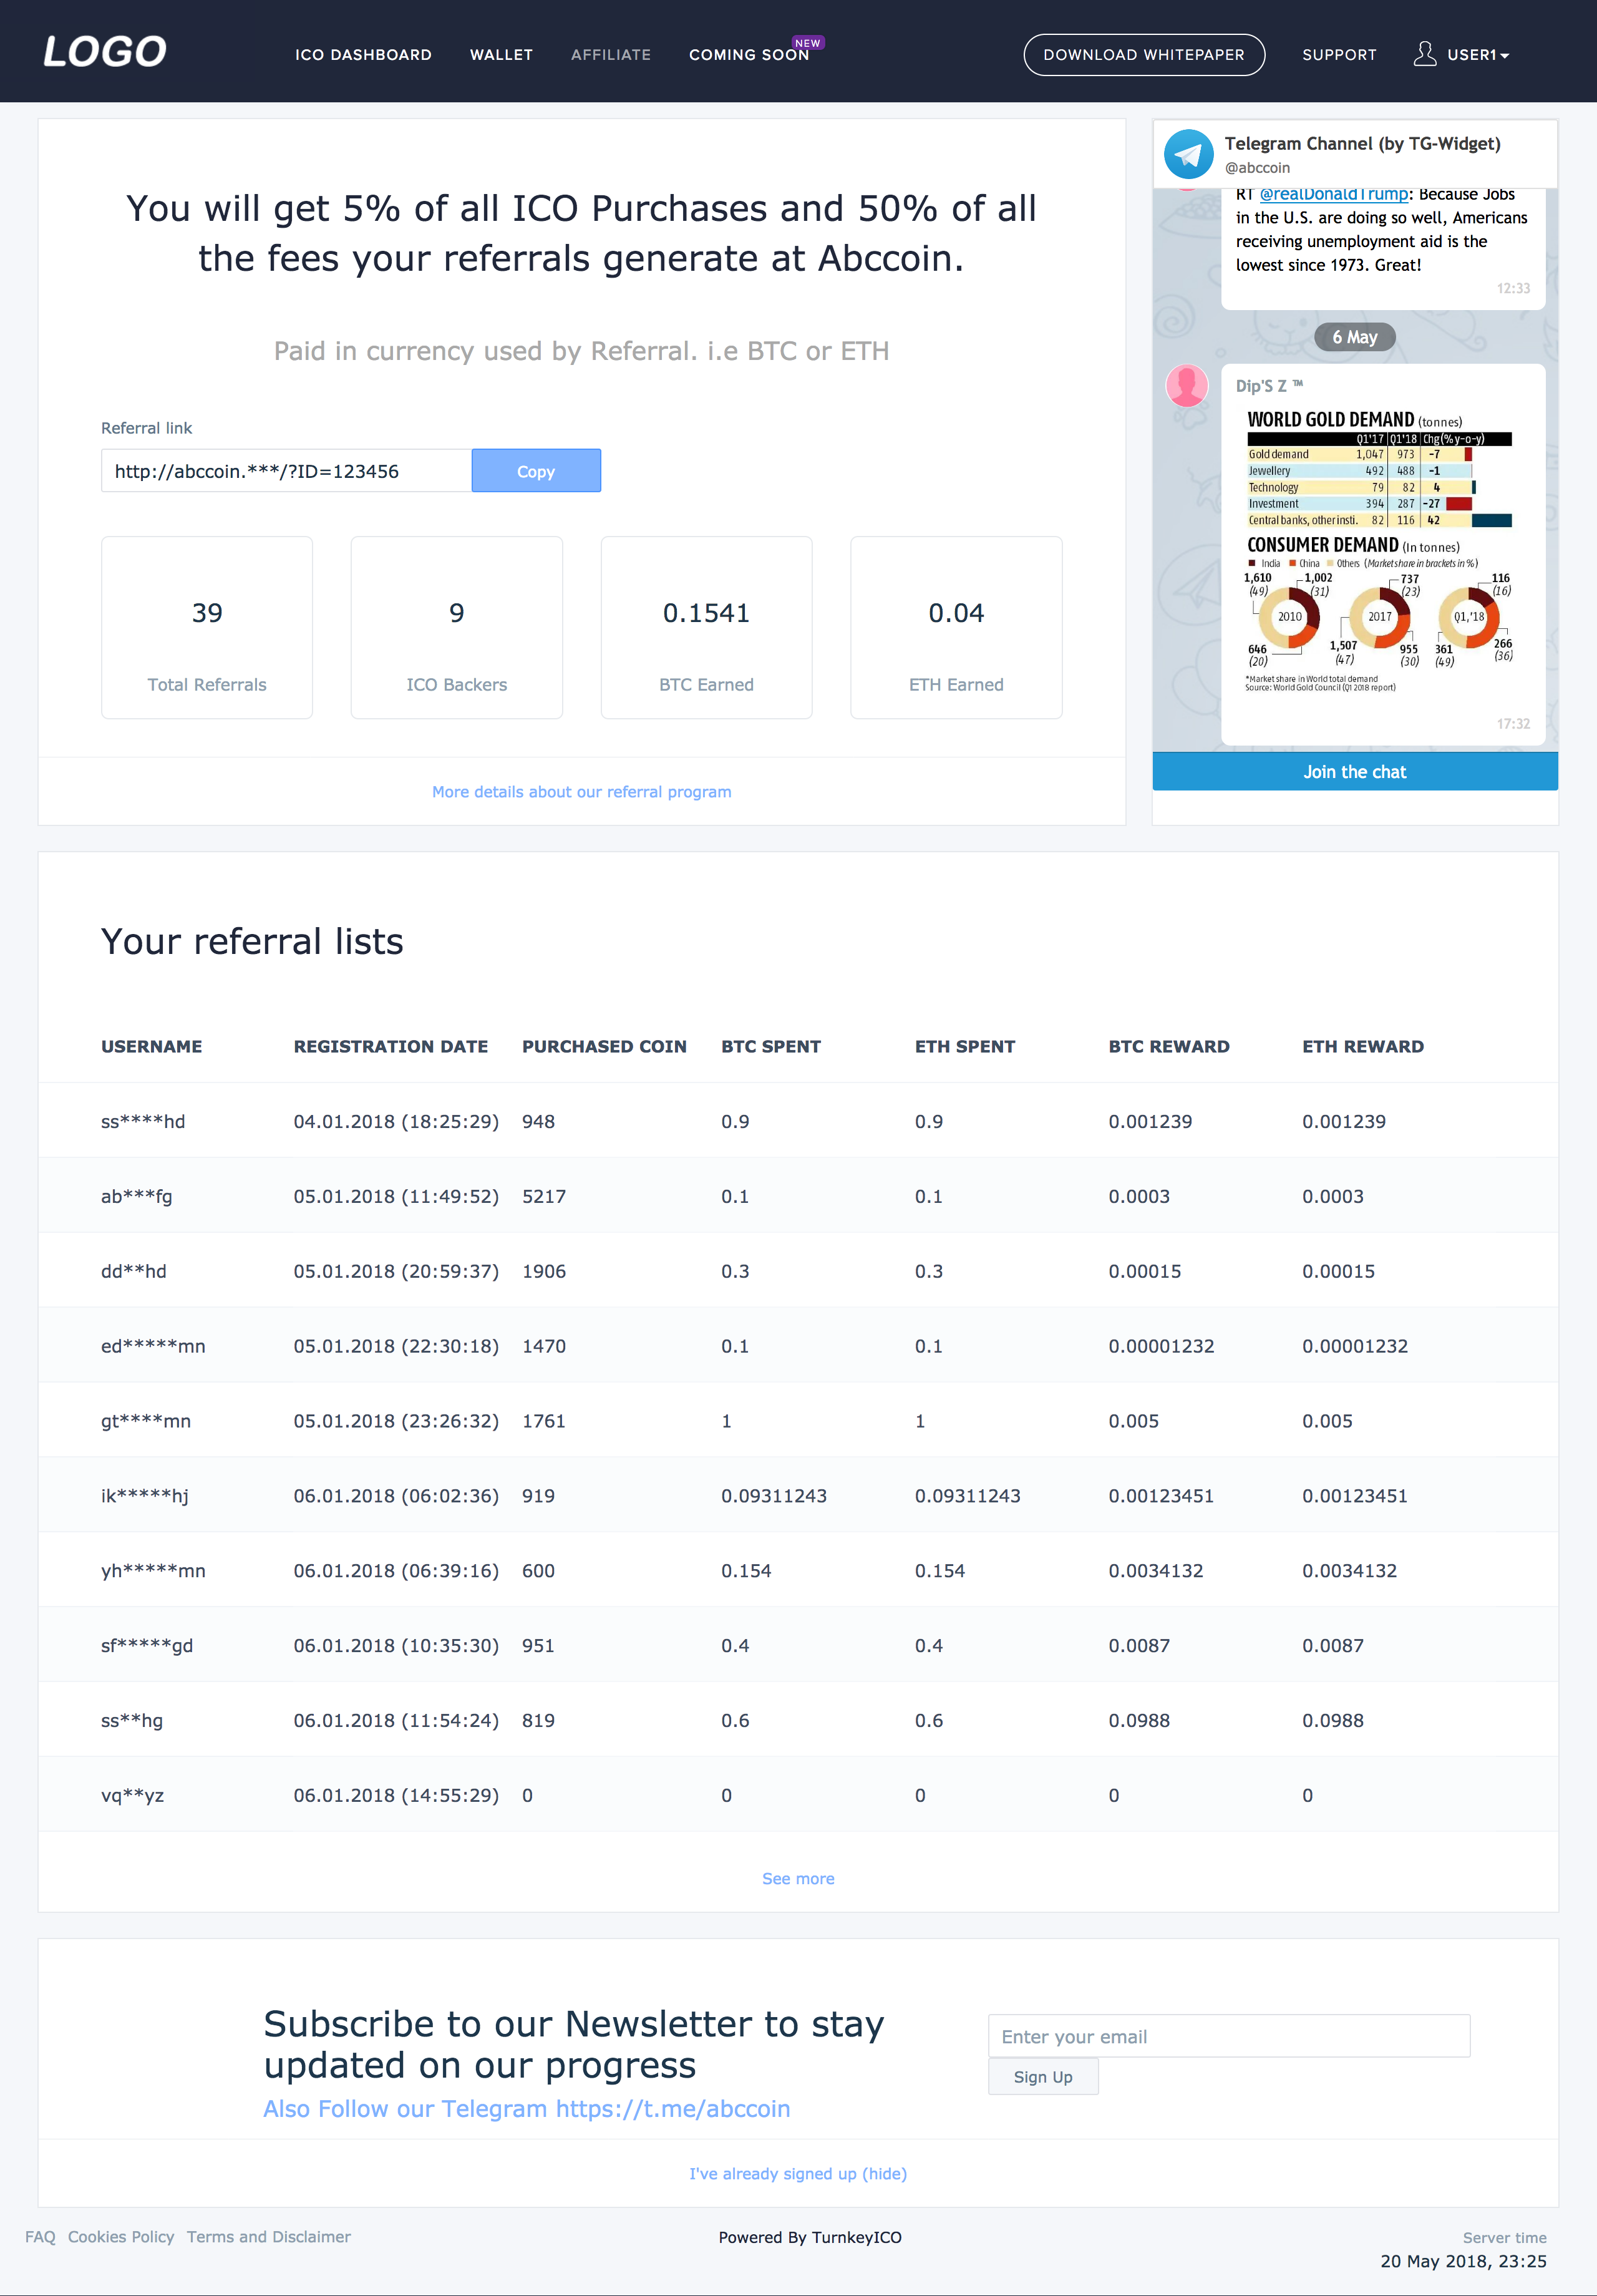 LOGO
ICO DASHBOARD WALLET AFFILIATE COMING SOON NEW DOWNLOAD WHITEPAPER SUPPORT USER1
You will get 5% of all ICO Purchases and 50% of all
the fees your referrals generate at Abccoin.
Paid in currency used by Referral. i.e BTC or ETH
Referral link
http://abccoin.***/?ID=123456 Copy
39 9 0.1541 0.04
Total Referrals ICO Backers BTC Earned ETH Earned
More details about our referral program
Telegram Channel (by TG-Widget)
@abccoin
RT @realDonaldTrump: Because Jobs
in the U.S. are doing so well, Americans
receiving unemployment aid is the
lowest since 1973. Great!
12:33
6 May
Dip'S Z ™
WORLD GOLD DEMAND (tonnes)
Q1'17 Q1'18 Chg(% y-o-y)
Gold demand 1,047 973 -7
Jewellery 492 488 -1
Technology 79 82 4
Investment 394 287 -27
Central banks, other insti. 82 116 42
CONSUMER DEMAND (In tonnes)
India China Others (Market share in brackets in %)
1,610 (49) 1,002 (31) 2010 646 (20)
737 (23) 2017 1,507 (47) 955 (30)
116 (16) Q1,'18 361 (49) 266 (36)
*Market share in World total demand
Source: World Gold Council (Q1 2018 report)
17:32
Join the chat
Your referral lists
USERNAME REGISTRATION DATE PURCHASED COIN BTC SPENT ETH SPENT BTC REWARD ETH REWARD
ss****hd 04.01.2018 (18:25:29) 948 0.9 0.9 0.001239 0.001239
ab***fg 05.01.2018 (11:49:52) 5217 0.1 0.1 0.0003 0.0003
dd**hd 05.01.2018 (20:59:37) 1906 0.3 0.3 0.00015 0.00015
ed*****mn 05.01.2018 (22:30:18) 1470 0.1 0.1 0.00001232 0.00001232
gt****mn 05.01.2018 (23:26:32) 1761 1 1 0.005 0.005
ik*****hj 06.01.2018 (06:02:36) 919 0.09311243 0.09311243 0.00123451 0.00123451
yh*****mn 06.01.2018 (06:39:16) 600 0.154 0.154 0.0034132 0.0034132
sf*****gd 06.01.2018 (10:35:30) 951 0.4 0.4 0.0087 0.0087
ss**hg 06.01.2018 (11:54:24) 819 0.6 0.6 0.0988 0.0988
vq**yz 06.01.2018 (14:55:29) 0 0 0 0 0
See more
Subscribe to our Newsletter to stay
updated on our progress
Also Follow our Telegram https://t.me/abccoin
Enter your email
Sign Up
I've already signed up (hide)
FAQ Cookies Policy Terms and Disclaimer Powered By TurnkeyICO Server time
20 May 2018, 23:25